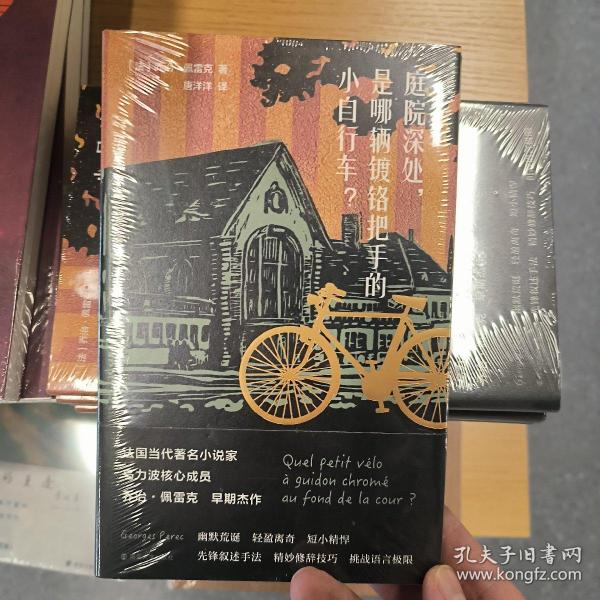 佩雷克 著
唐洋洋 译
庭院深处，
是哪辆镀铬把手的
小自行车？
法国当代著名小说家
乌力波核心成员
乔治·佩雷克 早期杰作
Quel petit vélo
à guidon chromé
au fond de la cour ?
Georges Perec
幽默荒诞 轻盈离奇 短小精悍
先锋叙述手法 精妙修辞技巧 挑战语言极限
孔夫子旧书网
www.kongfz.com